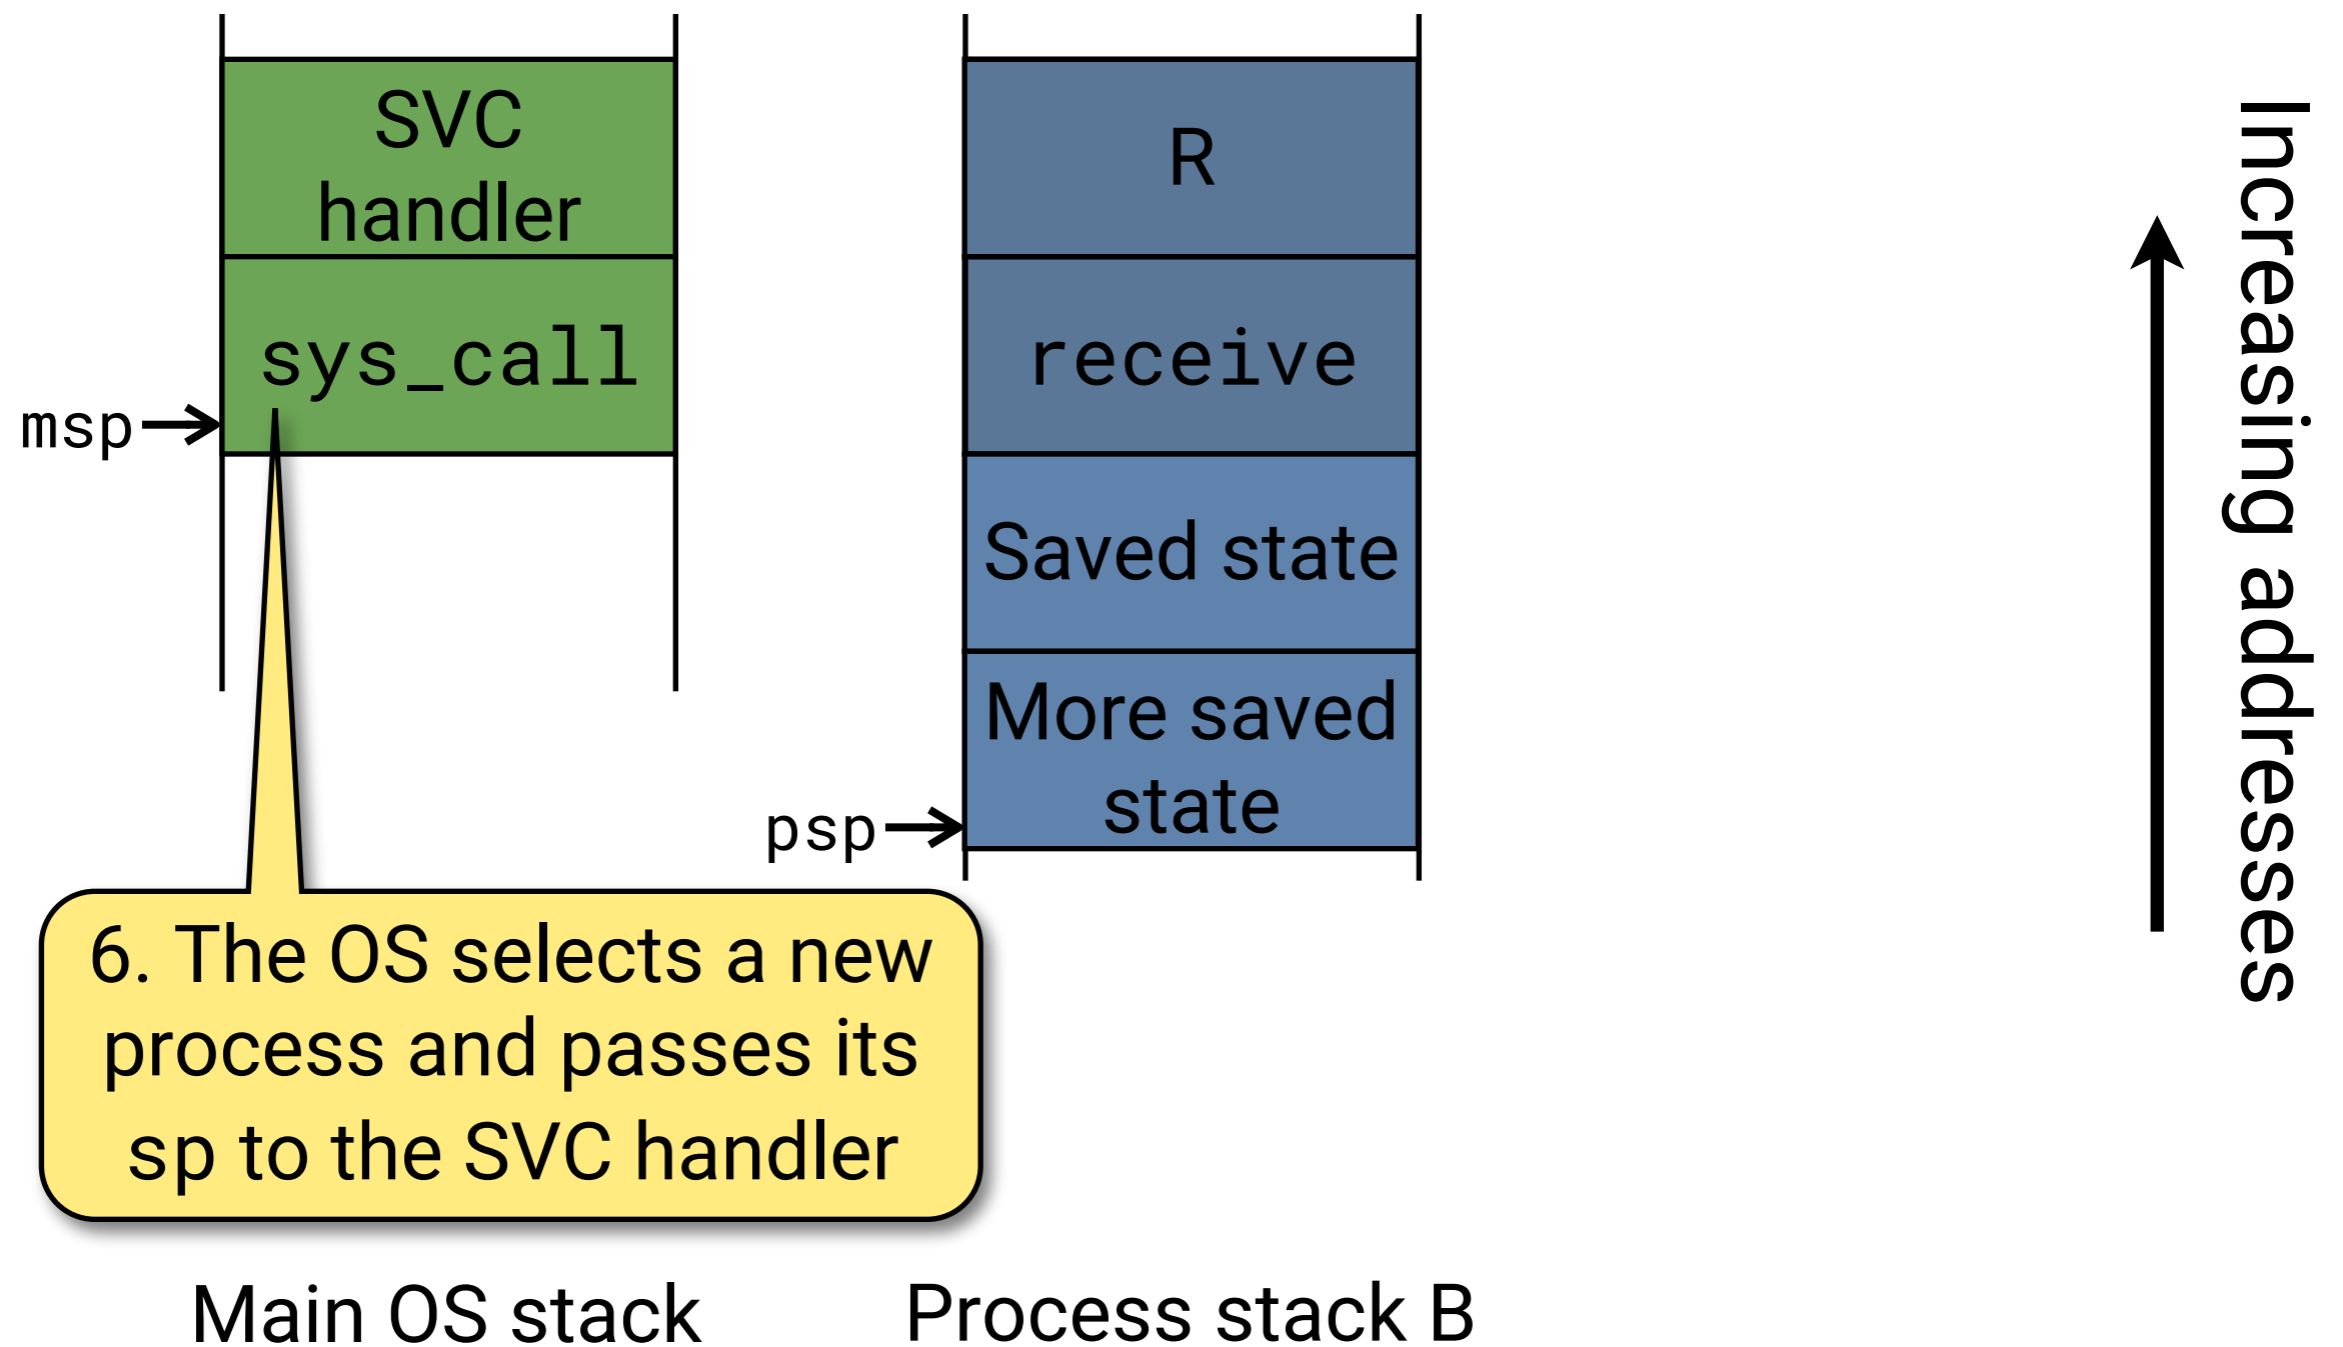 SVC
handler
sys_call
msp
R
receive
Saved state
More saved
state
psp
Increasing addresses
6. The OS selects a new
process and passes its
sp to the SVC handler
Main OS stack
Process stack B